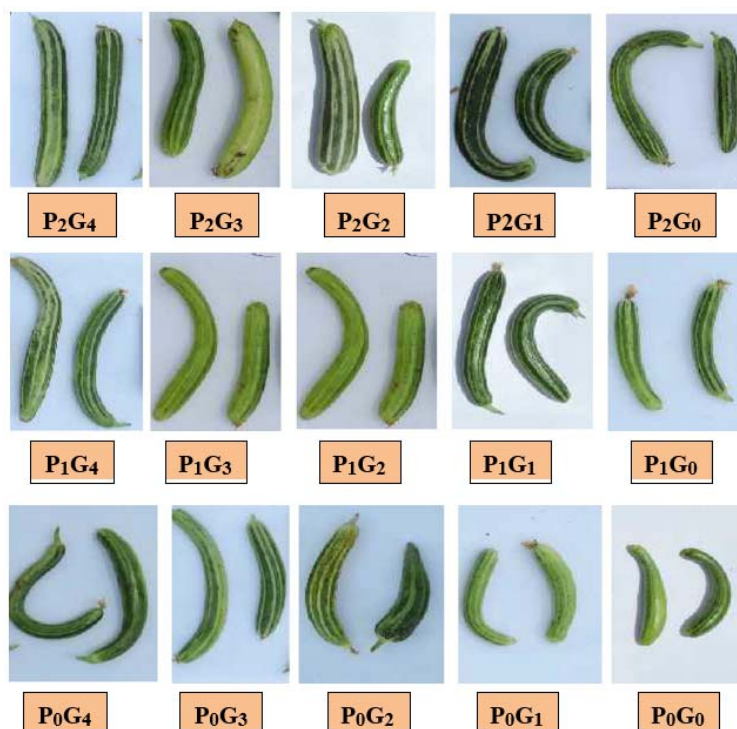 P₂G₄ P₂G₃ P₂G₂ P2G1 P₂G₀
P₁G₄ P₁G₃ P₁G₂ P₁G₁ P₁G₀
P₀G₄ P₀G₃ P₀G₂ P₀G₁ P₀G₀